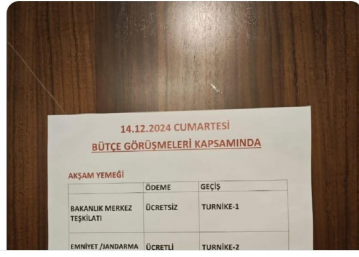 14.12.2024 CUMARTESİ
BÜTÇE GÖRÜŞMELERİ KAPSAMINDA
AKŞAM YEMEĞİ
ÖDEME GEÇİŞ
BAKANLIK MERKEZ TEŞKİLATI ÜCRETSİZ TURNİKE-1
EMNİYET /JANDARMA ÜCRETLİ TURNİKE-2